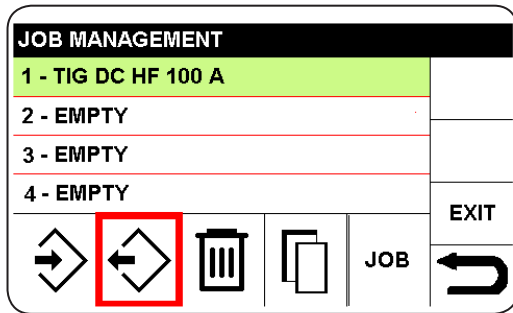 JOB MANAGEMENT
1 - TIG DC HF 100 A
2 - EMPTY
3 - EMPTY
4 - EMPTY
EXIT
JOB